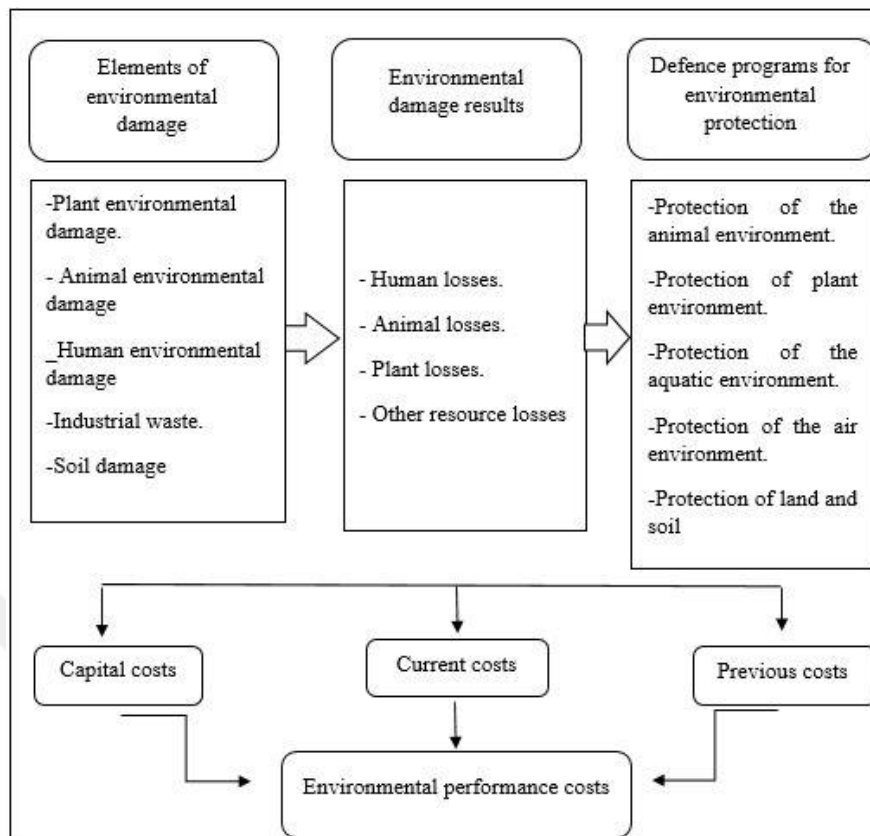 Elements of
environmental
damage
Environmental
damage results
Defence programs for
environmental
protection
-Plant environmental
damage.
- Animal environmental
damage
_Human environmental
damage
-Industrial waste.
-Soil damage
- Human losses.
- Animal losses.
- Plant losses.
- Other resource losses
-Protection of the
animal environment.
-Protection of plant
environment.
-Protection of the
aquatic environment.
-Protection of the air
environment.
-Protection of land and
soil
Capital costs
Current costs
Previous costs
Environmental performance costs